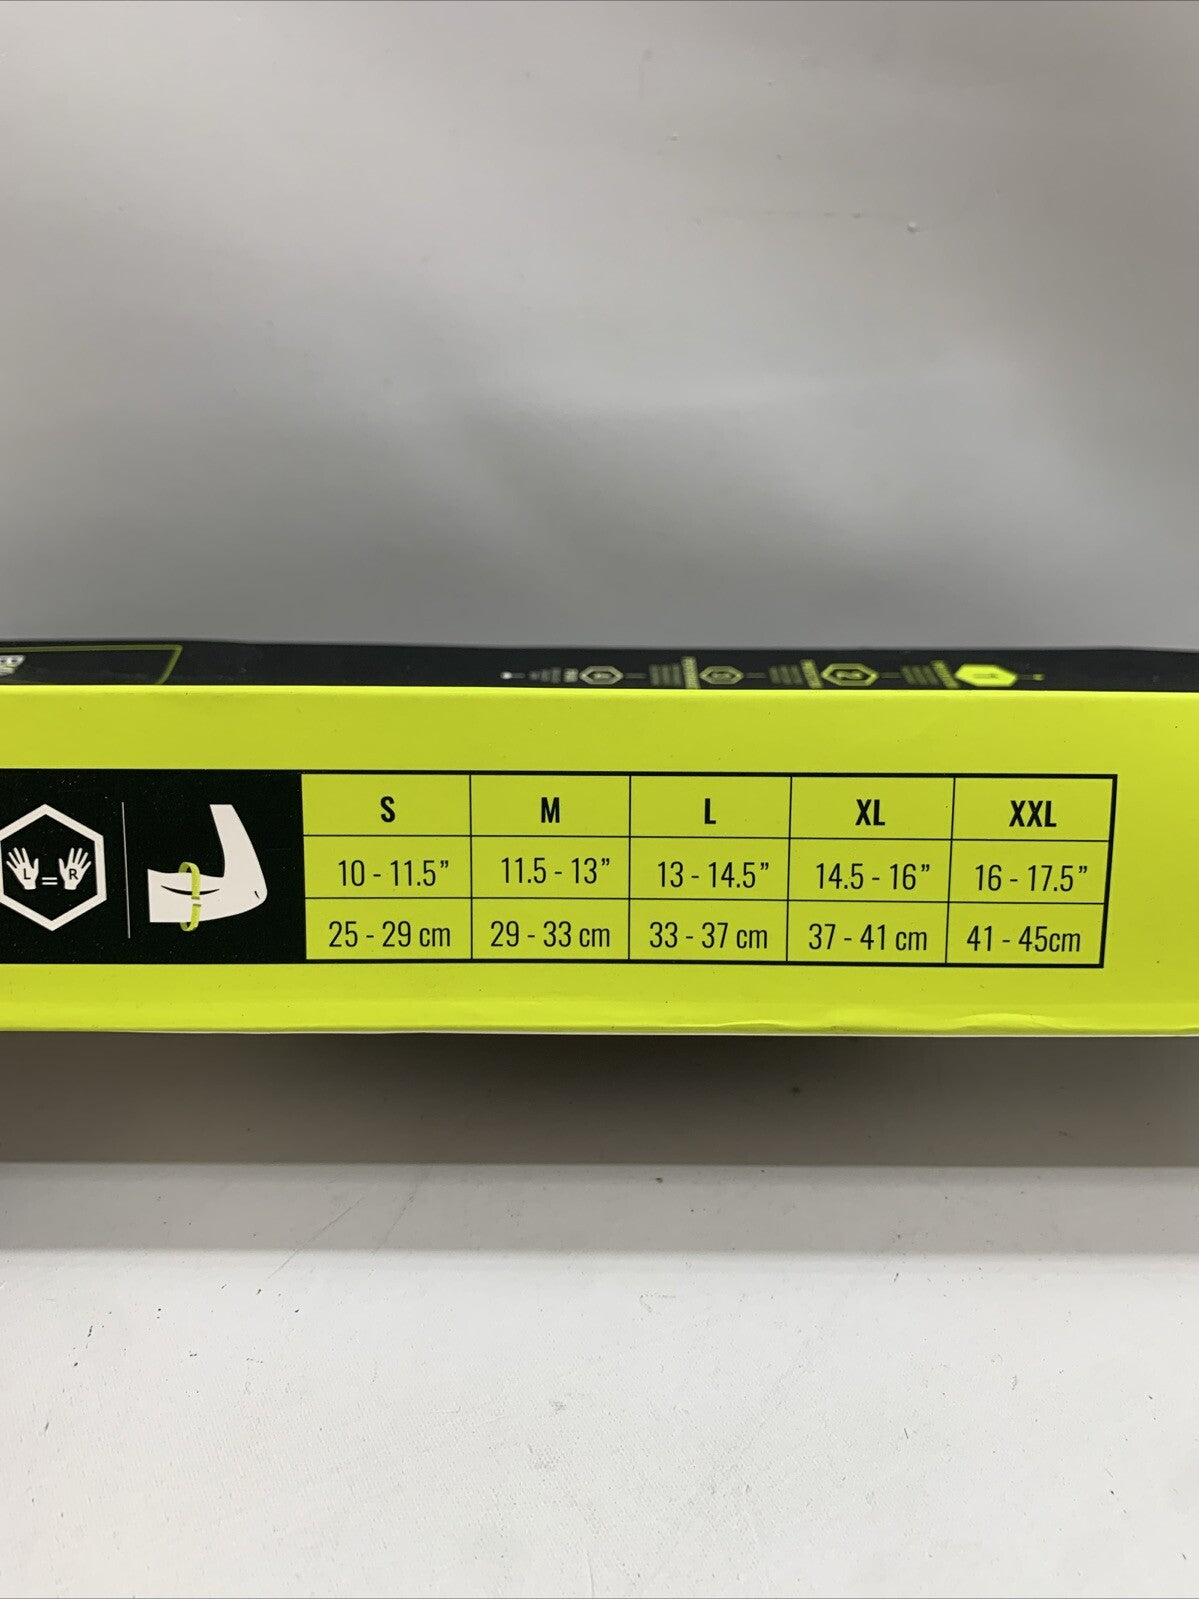 S M L XL XXL
10 - 11.5” 11.5 - 13” 13 - 14.5” 14.5 - 16” 16 - 17.5”
L = R
25 - 29 cm 29 - 33 cm 33 - 37 cm 37 - 41 cm 41 - 45cm